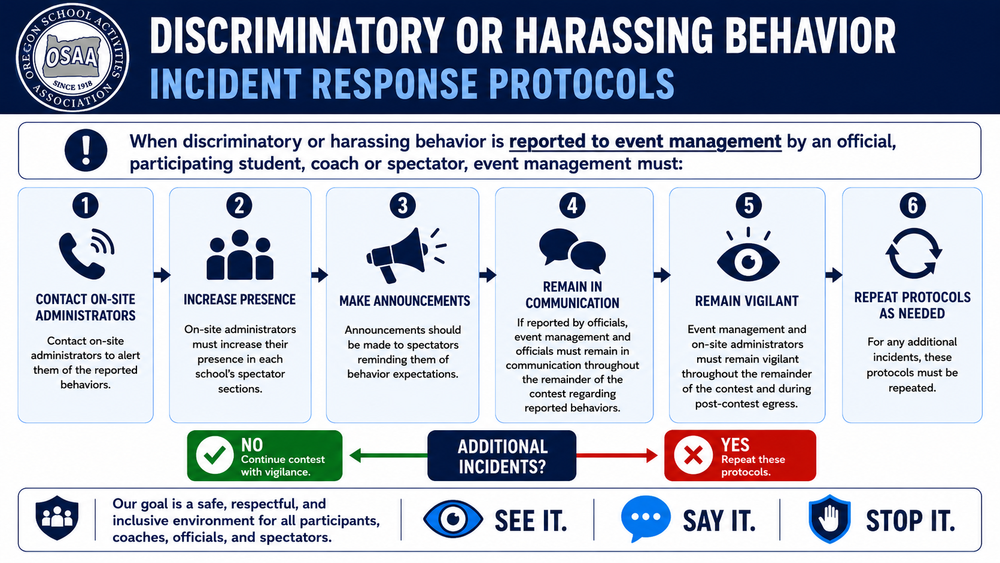 OREGON SCHOOL ACTIVITIES
ASSOCIATION
OSAA
SINCE 1918
DISCRIMINATORY OR HARASSING BEHAVIOR
INCIDENT RESPONSE PROTOCOLS
!
When discriminatory or harassing behavior is reported to event management by an official,
participating student, coach or spectator, event management must:
1
CONTACT ON-SITE
ADMINISTRATORS
Contact on-site
administrators to alert
them of the reported
behaviors.
2
INCREASE PRESENCE
On-site administrators
must increase their
presence in each
school's spectator
sections.
3
MAKE ANNOUNCEMENTS
Announcements should
be made to spectators
reminding them of
behavior expectations.
4
REMAIN IN
COMMUNICATION
If reported by officials,
event management and
officials must remain in
communication throughout
the remainder of the
contest regarding
reported behaviors.
5
REMAIN VIGILANT
Event management and
on-site administrators
must remain vigilant
throughout the remainder
of the contest and during
post-contest egress.
6
REPEAT PROTOCOLS
AS NEEDED
For any additional
incidents, these
protocols must be
repeated.
NO
Continue contest
with vigilance.
ADDITIONAL
INCIDENTS?
YES
Repeat these
protocols.
Our goal is a safe, respectful, and
inclusive environment for all participants,
coaches, officials, and spectators.
SEE IT.
SAY IT.
STOP IT.